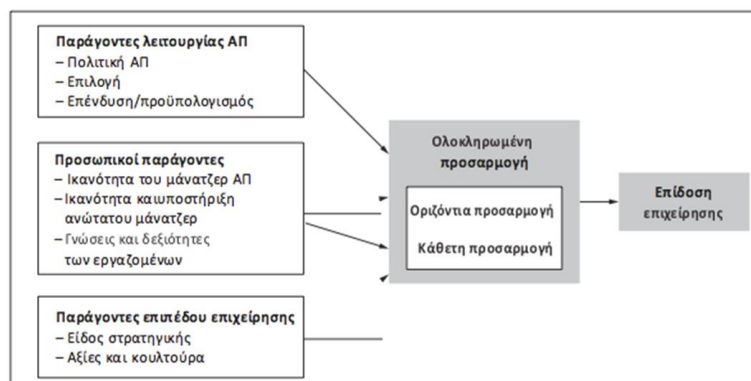 Παράγοντες λειτουργίας ΑΠ
– Πολιτική ΑΠ
– Επιλογή
– Επένδυση/προϋπολογισμός
Προσωπικοί παράγοντες
– Ικανότητα του μάνατζερ ΑΠ
– Ικανότητα καιυποστήριξη
ανώτατου μάνατζερ
– Γνώσεις και δεξιότητες
των εργαζομένων
Παράγοντες επιπέδου επιχείρησης
– Είδος στρατηγικής
– Αξίες και κουλτούρα
Ολοκληρωμένη
προσαρμογή
Οριζόντια προσαρμογή
Κάθετη προσαρμογή
Επίδοση
επιχείρησης